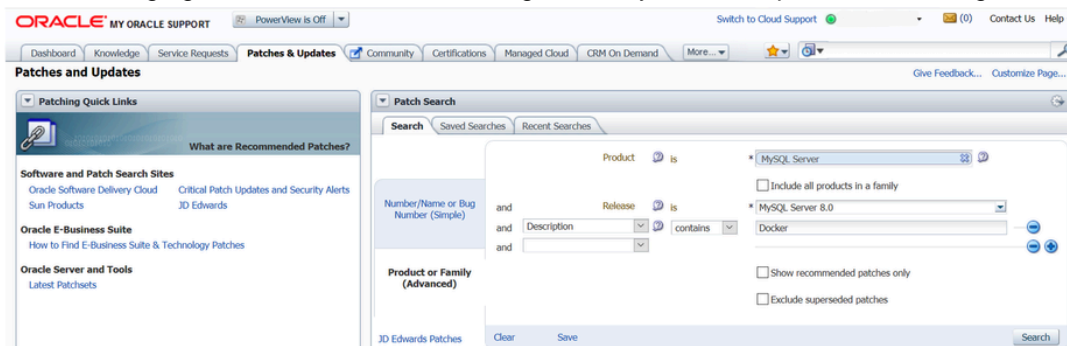 ORACLE MY ORACLE SUPPORT PowerView is Off Switch to Cloud Support (0) Contact Us Help
Dashboard Knowledge Service Requests Patches & Updates Community Certifications Managed Cloud CRM On Demand More...
Patches and Updates Give Feedback... Customize Page...
Patching Quick Links
What are Recommended Patches?
Software and Patch Search Sites
Oracle Software Delivery Cloud Critical Patch Updates and Security Alerts
Sun Products JD Edwards
Oracle E-Business Suite
How to Find E-Business Suite & Technology Patches
Oracle Server and Tools
Latest Patchsets
Patch Search
Search Saved Searches Recent Searches
Number/Name or Bug
Number (Simple)
Product or Family
(Advanced)
JD Edwards Patches
Product is * MySQL Server
Include all products in a family
and Release is * MySQL Server 8.0
and Description contains Docker
and
Show recommended patches only
Exclude superseded patches
Clear Save Search